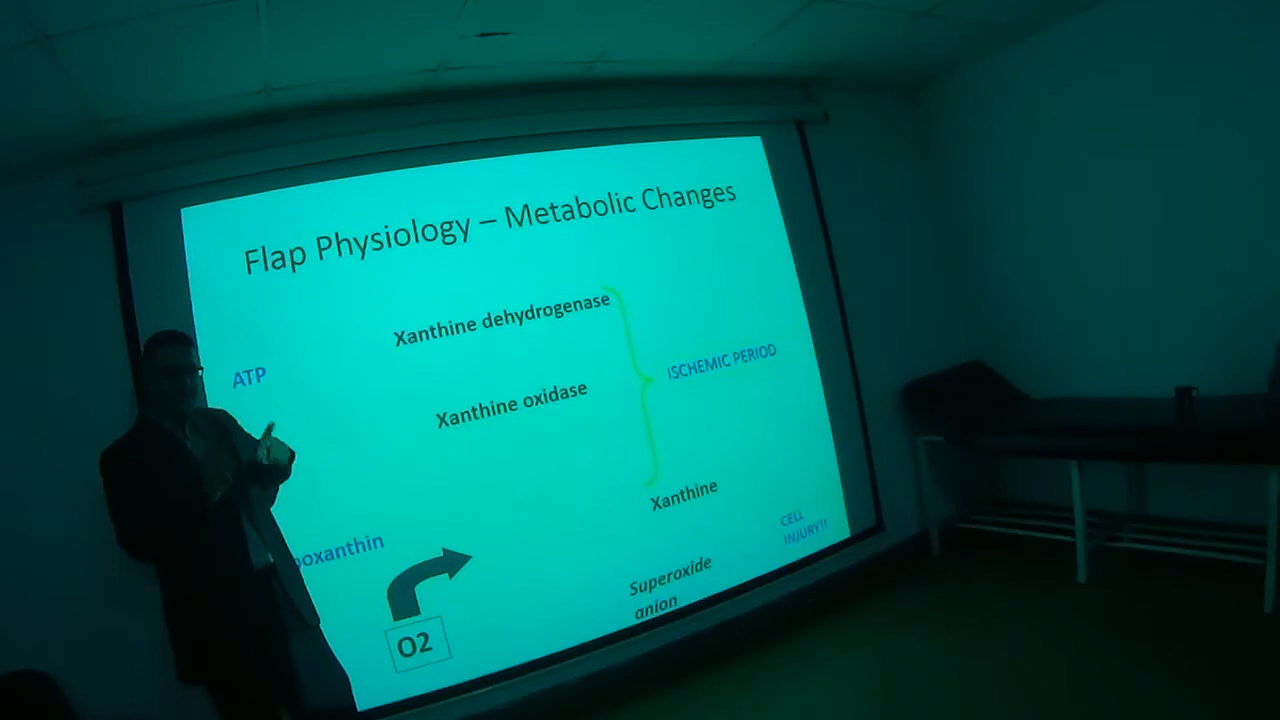 Flap Physiology – Metabolic Changes
Xanthine dehydrogenase
ATP
ISCHEMIC PERIOD
Xanthine oxidase
Xanthine
CELL
INJURY!!
poxanthin
Superoxide
anion
O2